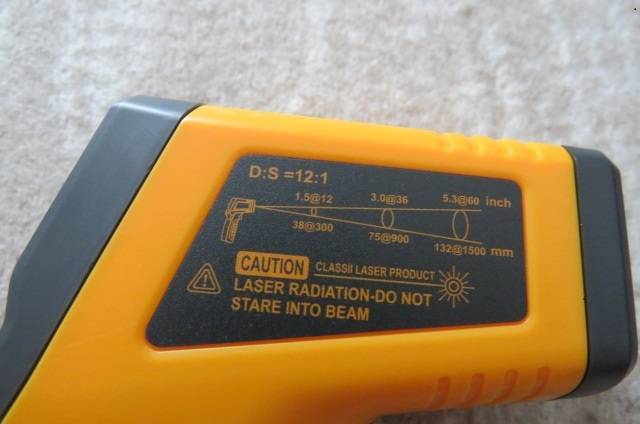 D:S =12:1
1.5@12 3.0@36 5.3@60 inch
38@300 75@900 132@1500 mm
CAUTION CLASSII LASER PRODUCT
LASER RADIATION-DO NOT
STARE INTO BEAM